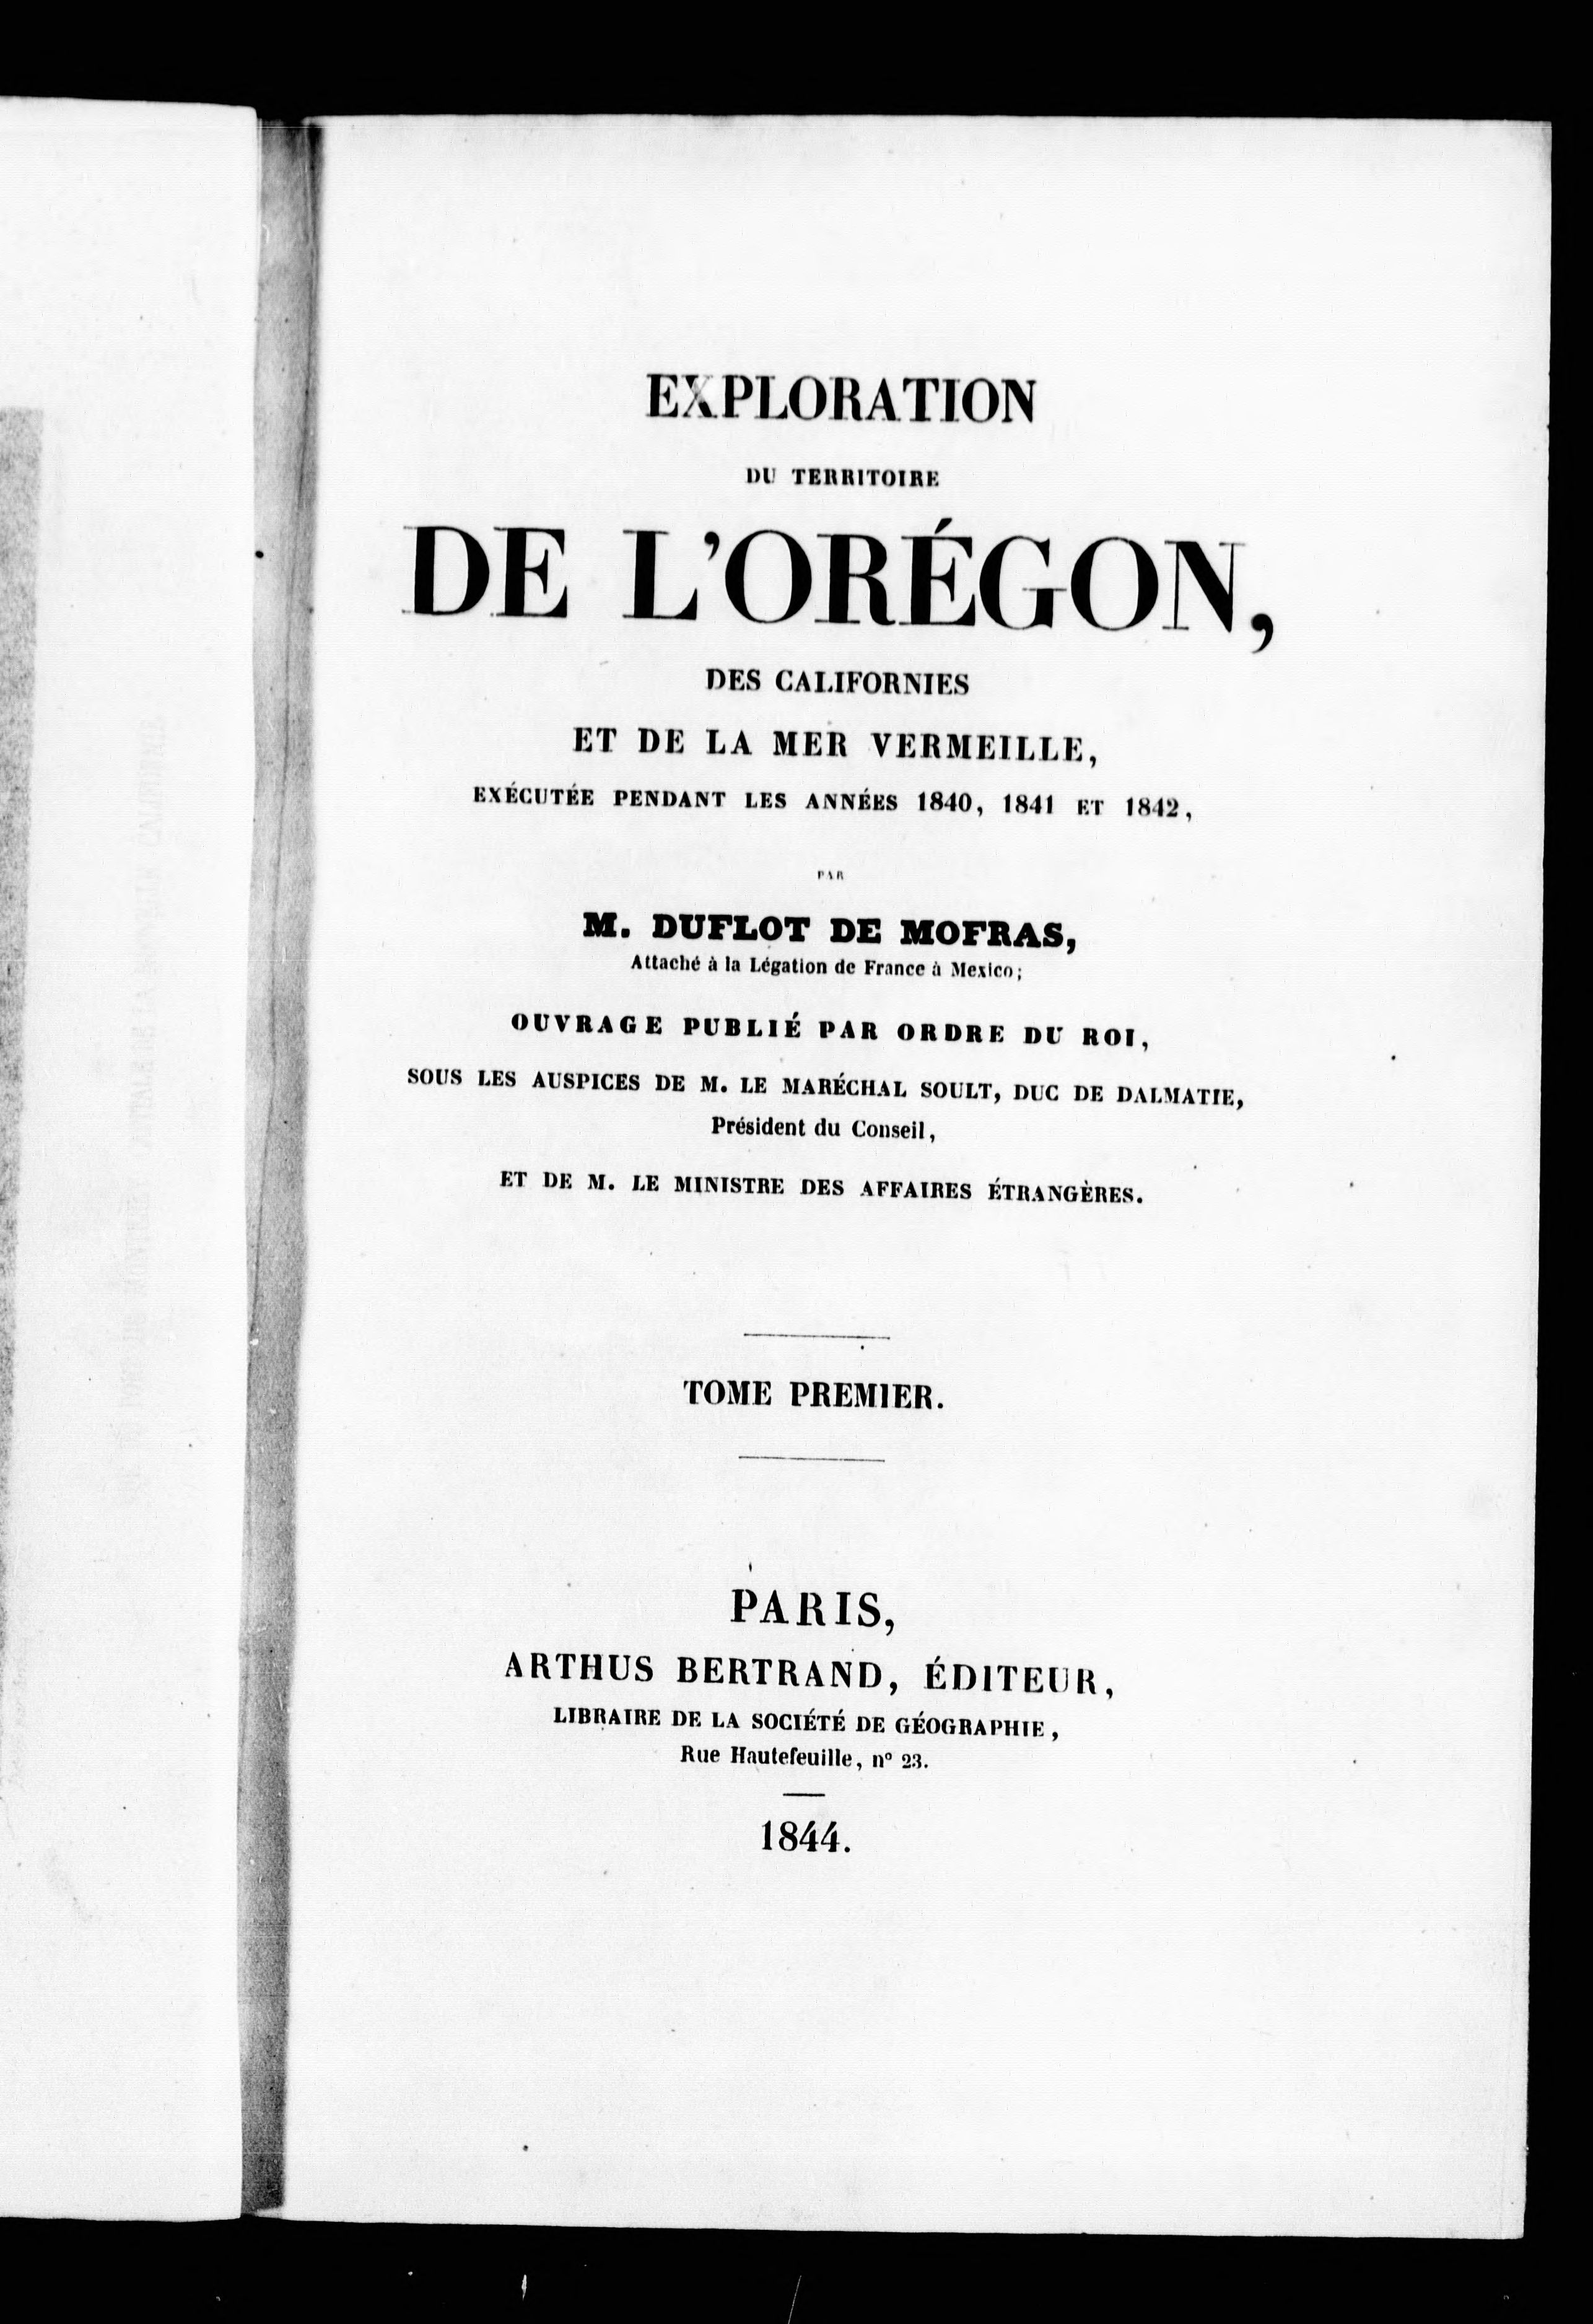 EXPLORATION
DU TERRITOIRE
DE L'ORÉGON,
DES CALIFORNIES
ET DE LA MER VERMEILLE,
EXÉCUTÉE PENDANT LES ANNÉES 1840, 1841 ET 1842,
PAR
M. DUFLOT DE MOFRAS,
Attaché à la Légation de France à Mexico;
OUVRAGE PUBLIÉ PAR ORDRE DU ROI,
SOUS LES AUSPICES DE M. LE MARÉCHAL SOULT, DUC DE DALMATIE,
Président du Conseil,
ET DE M. LE MINISTRE DES AFFAIRES ÉTRANGÈRES.
TOME PREMIER.
PARIS,
ARTHUS BERTRAND, ÉDITEUR,
LIBRAIRE DE LA SOCIÉTÉ DE GÉOGRAPHIE,
Rue Hautefeuille, nº 23.
1844.